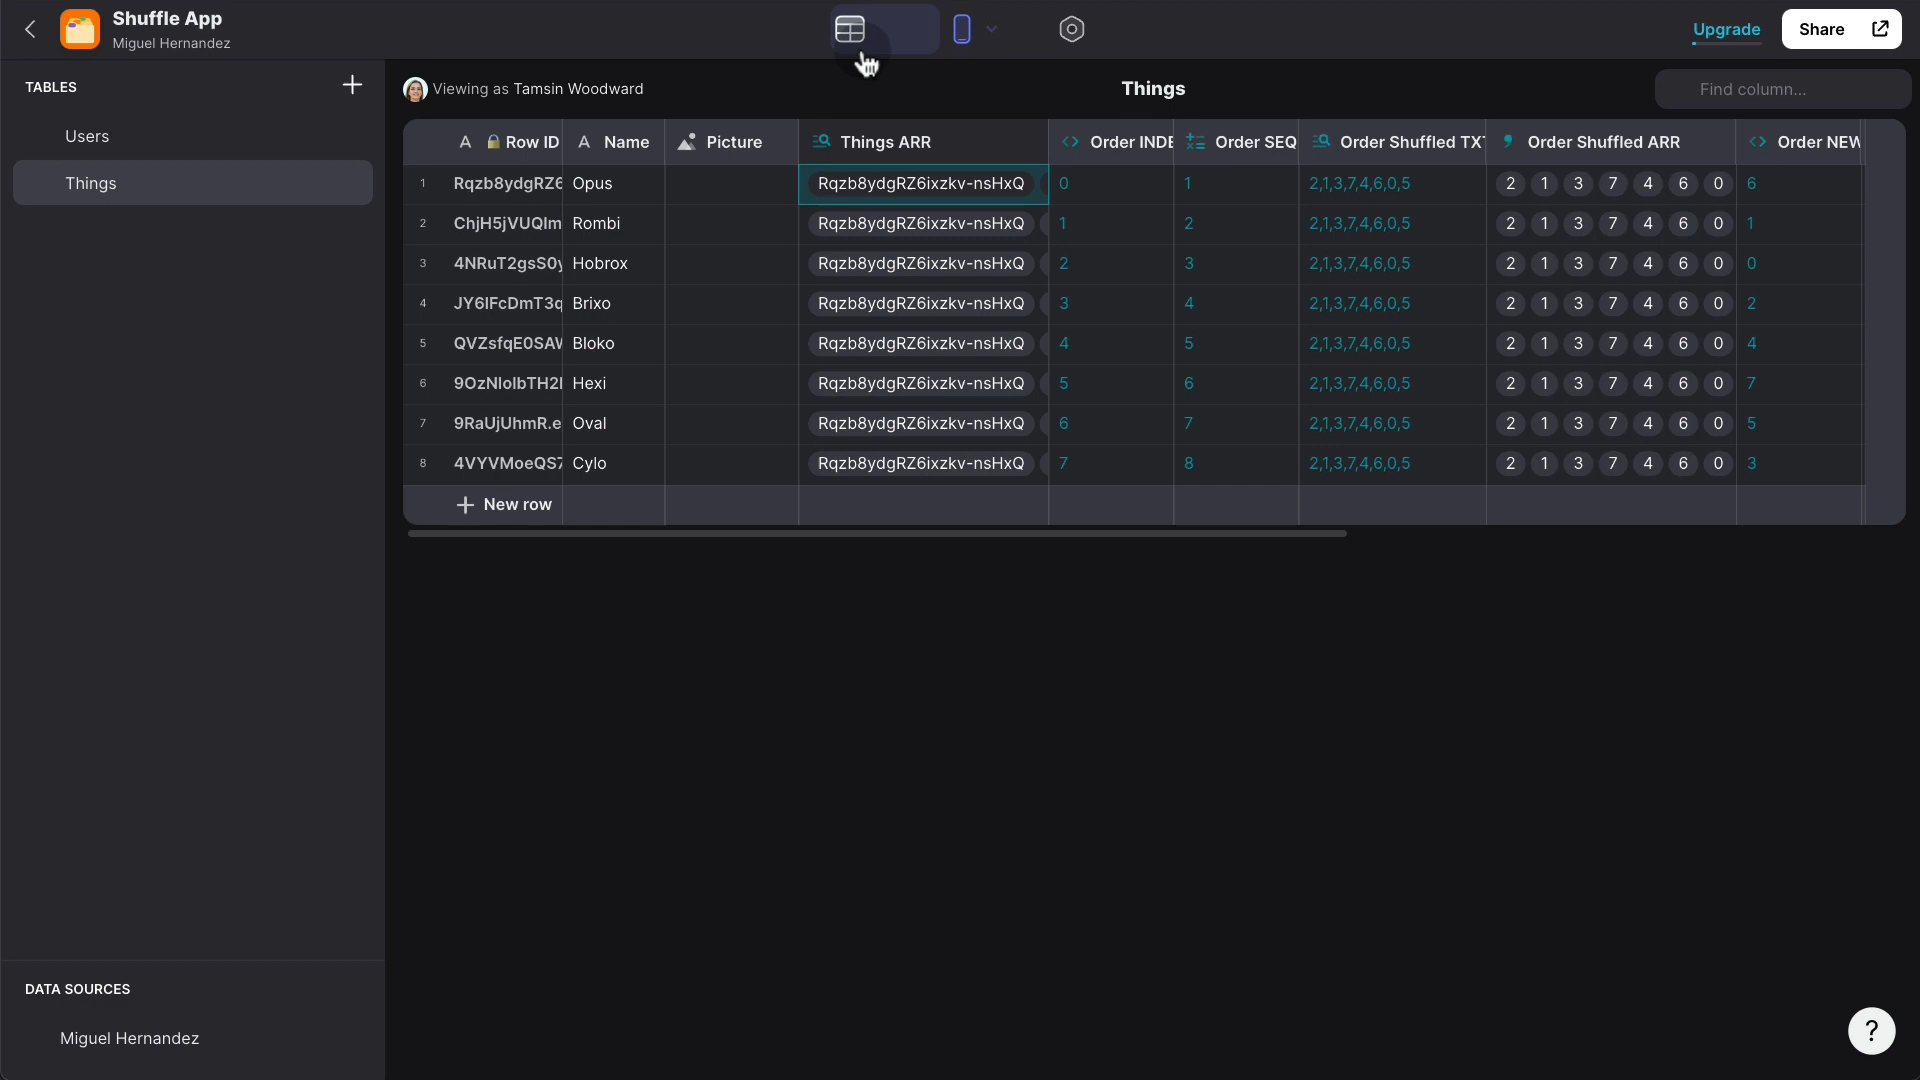 Shuffle App
Miguel Hernandez
Upgrade
Share
TABLES
Users
Things
Viewing as Tamsin Woodward
Things
Find column...
Row ID Name Picture Things ARR Order INDE Order SEQ Order Shuffled TXT Order Shuffled ARR Order NEW
1 Rqzb8ydgRZ6 Opus Rqzb8ydgRZ6ixzkv-nsHxQ 0 1 2,1,3,7,4,6,0,5 2 1 3 7 4 6 0 6
2 ChjH5jVUQIm Rombi Rqzb8ydgRZ6ixzkv-nsHxQ 1 2 2,1,3,7,4,6,0,5 2 1 3 7 4 6 0 1
3 4NRuT2gsS0y Hobrox Rqzb8ydgRZ6ixzkv-nsHxQ 2 3 2,1,3,7,4,6,0,5 2 1 3 7 4 6 0 0
4 JY6IFcDmT3q Brixo Rqzb8ydgRZ6ixzkv-nsHxQ 3 4 2,1,3,7,4,6,0,5 2 1 3 7 4 6 0 2
5 QVZsfqE0SAW Bloko Rqzb8ydgRZ6ixzkv-nsHxQ 4 5 2,1,3,7,4,6,0,5 2 1 3 7 4 6 0 4
6 9OzNlolbTH2 Hexi Rqzb8ydgRZ6ixzkv-nsHxQ 5 6 2,1,3,7,4,6,0,5 2 1 3 7 4 6 0 7
7 9RaUjUhmR.e Oval Rqzb8ydgRZ6ixzkv-nsHxQ 6 7 2,1,3,7,4,6,0,5 2 1 3 7 4 6 0 5
8 4VYVMoeQS7 Cylo Rqzb8ydgRZ6ixzkv-nsHxQ 7 8 2,1,3,7,4,6,0,5 2 1 3 7 4 6 0 3
New row
DATA SOURCES
Miguel Hernandez
?